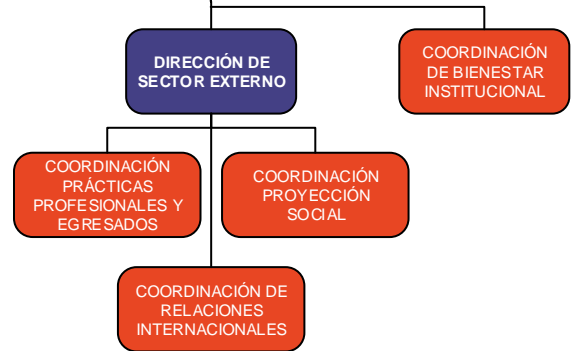 DIRECCIÓN DE
SECTOR EXTERNO
COORDINACIÓN
DE BIENESTAR
INSTITUCIONAL
COORDINACIÓN
PRÁCTICAS
PROFESIONALES Y
EGRESADOS
COORDINACIÓN
PROYECCIÓN
SOCIAL
COORDINACIÓN DE
RELACIONES
INTERNACIONALES